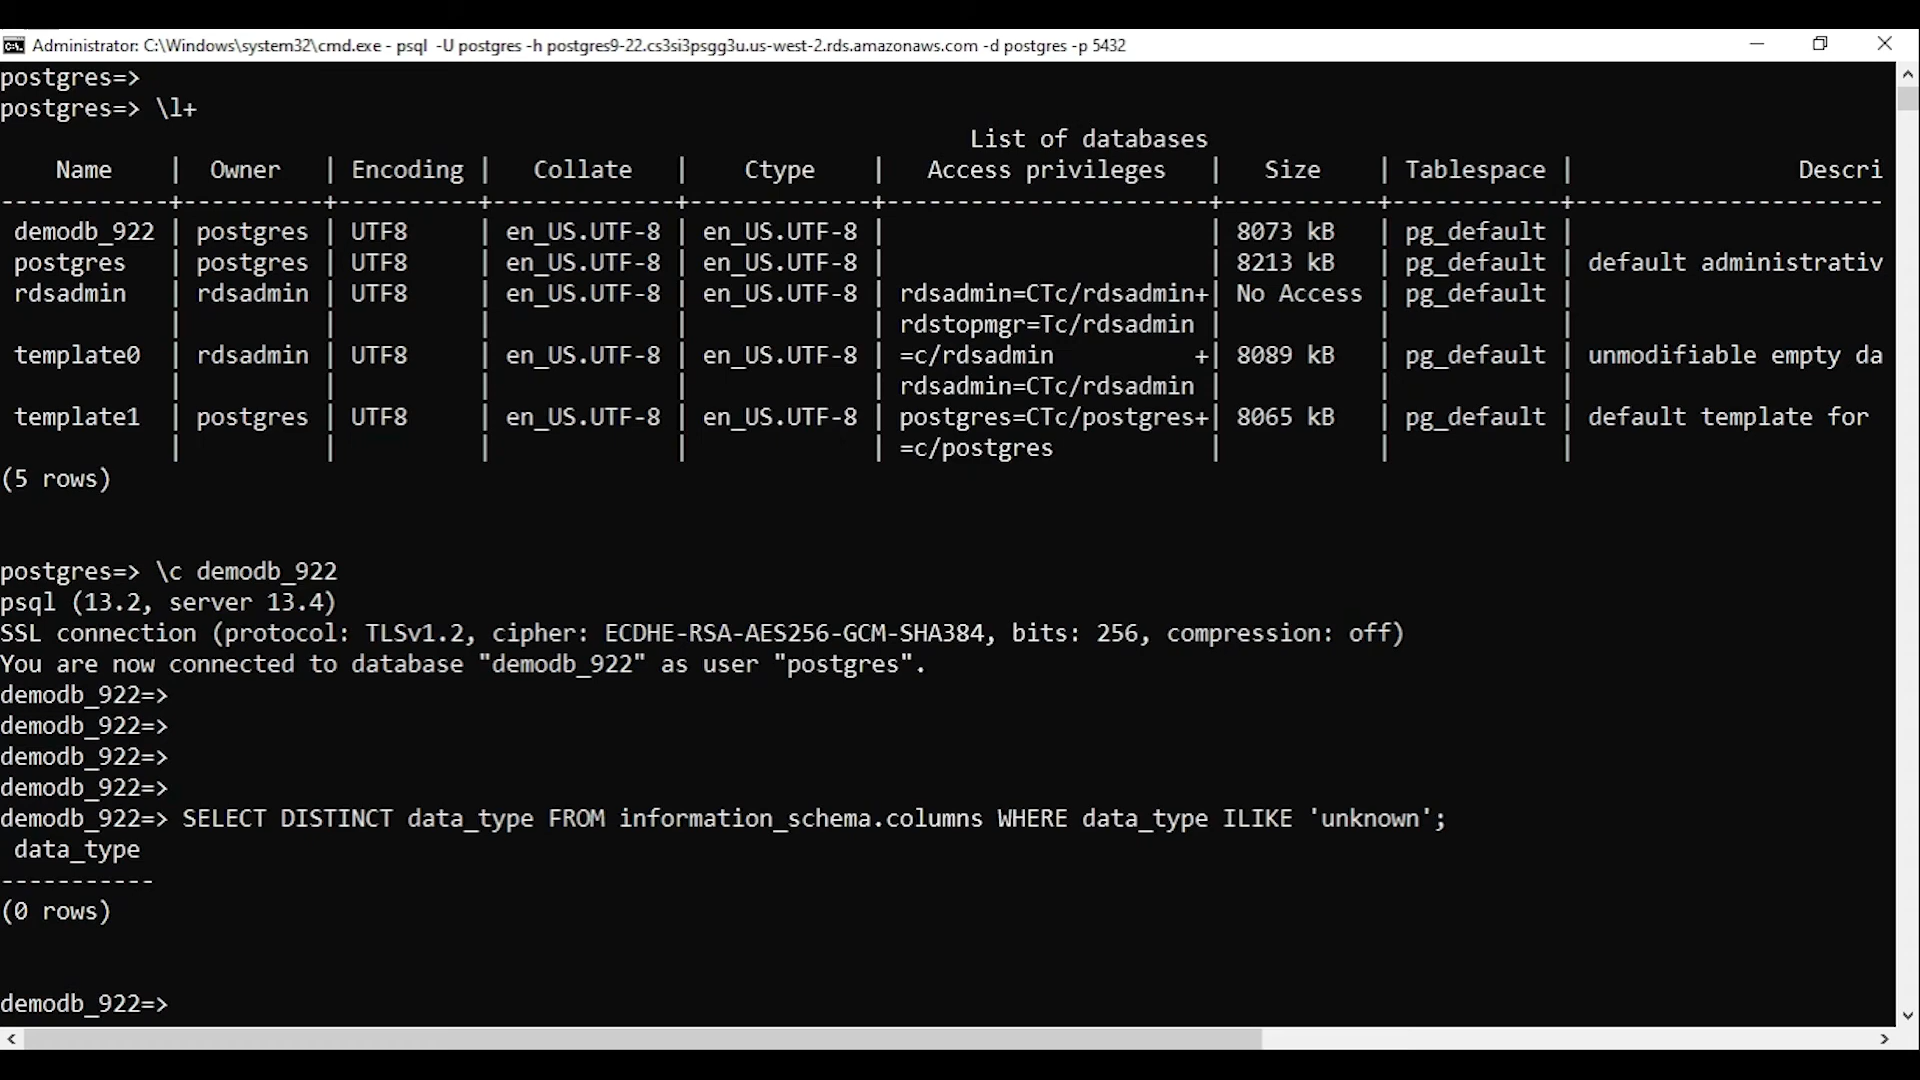 Administrator: C:\Windows\system32\cmd.exe - psql -U postgres -h postgres9-22.cs3si3psgg3u.us-west-2.rds.amazonaws.com -d postgres -p 5432
postgres=>
postgres=> \l+
List of databases
Name | Owner | Encoding | Collate | Ctype | Access privileges | Size | Tablespace | Descri
------------+----------+----------+-------------+-------------+-----------------------+----------+------------+----------------------
demodb_922 | postgres | UTF8 | en_US.UTF-8 | en_US.UTF-8 | | 8073 kB | pg_default |
postgres | postgres | UTF8 | en_US.UTF-8 | en_US.UTF-8 | | 8213 kB | pg_default | default administrativ
rdsadmin | rdsadmin | UTF8 | en_US.UTF-8 | en_US.UTF-8 | rdsadmin=CTc/rdsadmin+| No Access | pg_default |
| | | | | rdstopmgr=Tc/rdsadmin | | |
template0 | rdsadmin | UTF8 | en_US.UTF-8 | en_US.UTF-8 | =c/rdsadmin +| 8089 kB | pg_default | unmodifiable empty da
| | | | | rdsadmin=CTc/rdsadmin | | |
template1 | postgres | UTF8 | en_US.UTF-8 | en_US.UTF-8 | postgres=CTc/postgres+| 8065 kB | pg_default | default template for
| | | | | =c/postgres | | |
(5 rows)
postgres=> \c demodb_922
psql (13.2, server 13.4)
SSL connection (protocol: TLSv1.2, cipher: ECDHE-RSA-AES256-GCM-SHA384, bits: 256, compression: off)
You are now connected to database "demodb_922" as user "postgres".
demodb_922=>
demodb_922=>
demodb_922=>
demodb_922=>
demodb_922=> SELECT DISTINCT data_type FROM information_schema.columns WHERE data_type ILIKE 'unknown';
data_type
-----------
(0 rows)
demodb_922=>